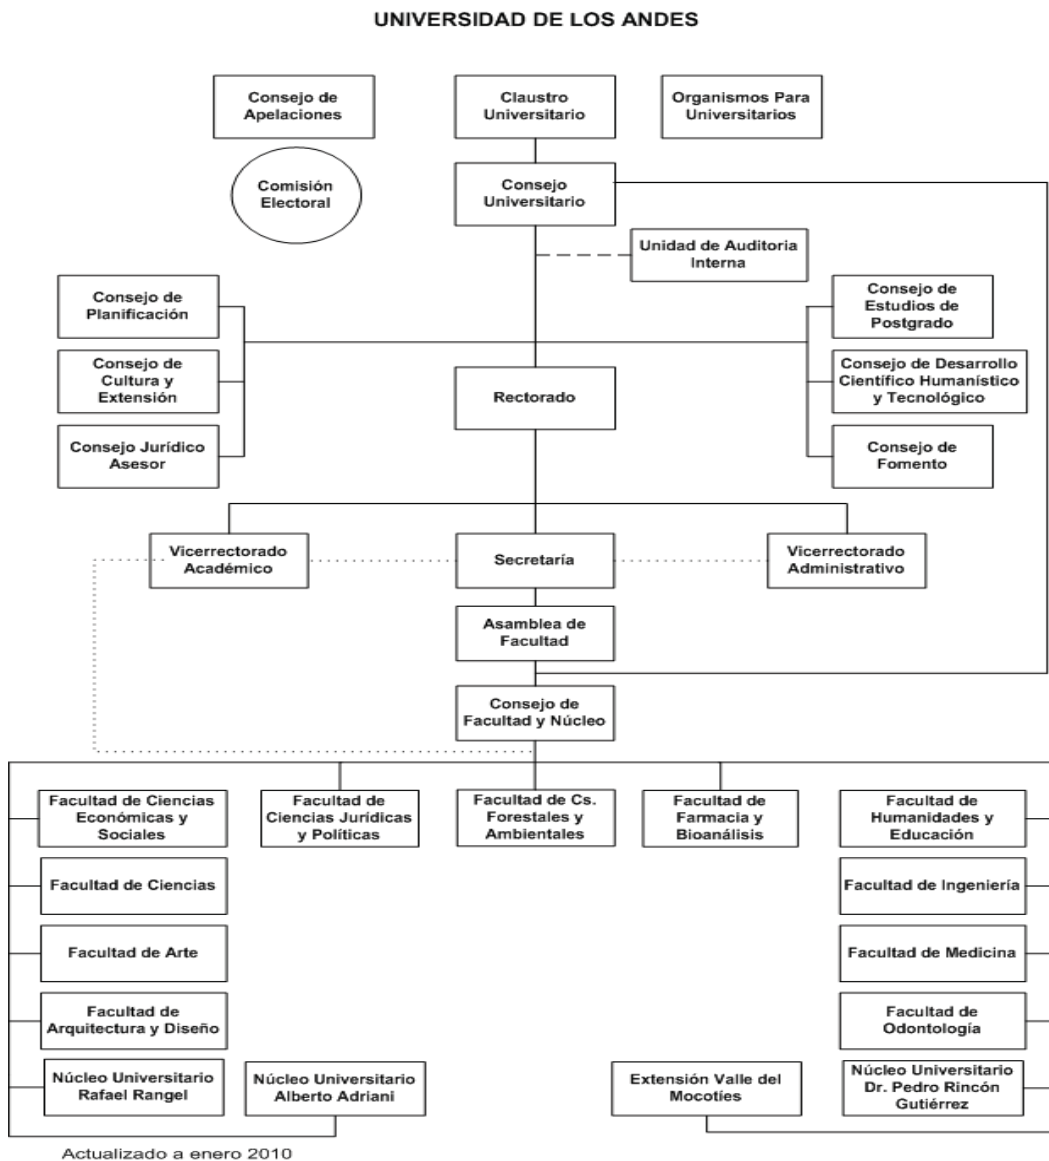 UNIVERSIDAD DE LOS ANDES
Consejo de
Apelaciones
Claustro
Universitario
Organismos Para
Universitarios
Comisión
Electoral
Consejo
Universitario
Unidad de Auditoria
Interna
Consejo de
Planificación
Consejo de
Estudios de
Postgrado
Consejo de
Cultura y
Extensión
Rectorado
Consejo de Desarrollo
Científico Humanístico
y Tecnológico
Consejo Jurídico
Asesor
Consejo de
Fomento
Vicerrectorado
Académico
Secretaría
Vicerrectorado
Administrativo
Asamblea de
Facultad
Consejo de
Facultad y Núcleo
Facultad de Ciencias
Económicas y
Sociales
Facultad de
Ciencias Jurídicas
y Políticas
Facultad de Cs.
Forestales y
Ambientales
Facultad de
Farmacia y
Bioanálisis
Facultad de
Humanidades y
Educación
Facultad de Ciencias
Facultad de Ingeniería
Facultad de Arte
Facultad de Medicina
Facultad de
Arquitectura y Diseño
Facultad de
Odontología
Núcleo Universitario
Rafael Rangel
Núcleo Universitario
Alberto Adriani
Extensión Valle del
Mocotíes
Núcleo Universitario
Dr. Pedro Rincón
Gutiérrez
Actualizado a enero 2010